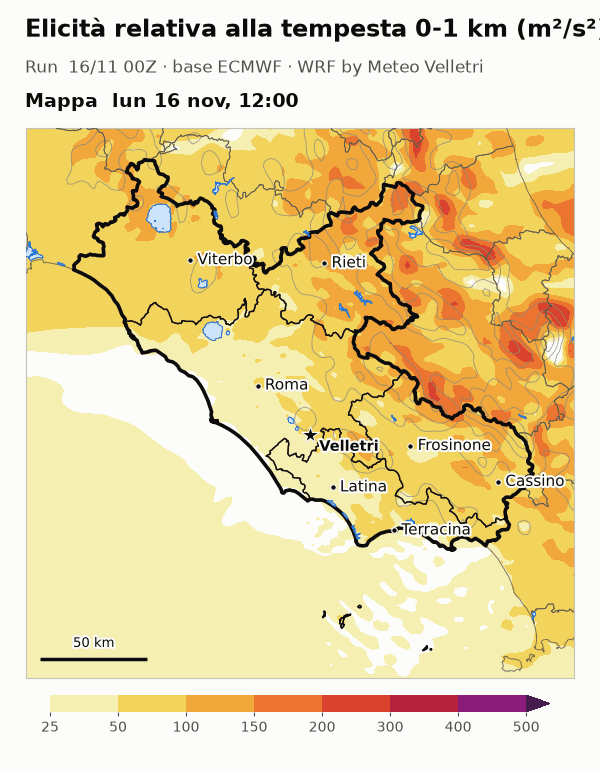 Elicità relativa alla tempesta 0-1 km (m²/s²)
Run 16/11 00Z · base ECMWF · WRF by Meteo Velletri
Mappa lun 16 nov, 12:00
Viterbo
Rieti
Roma
Velletri
Frosinone
Cassino
Latina
Terracina
50 km
25 50 100 150 200 300 400 500